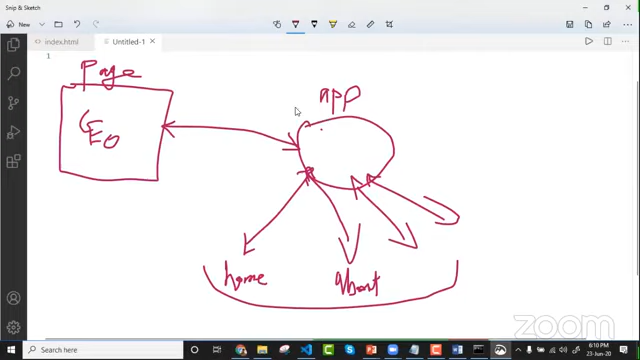 Snip & Sketch
New
index.html
Untitled-1
1
Page
app
CEO
home
About
zoom
Search here
6:10 PM
23-Jun-20